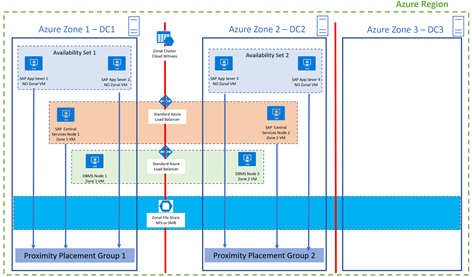 Azure Region
Azure Zone 1 – DC1
Azure Zone 2 – DC2
Azure Zone 3 – DC3
Availability Set 1
Zonal Cluster
Cloud Witness
Availability Set 2
SAP App Sever 1
NO Zonal VM
SAP App Sever 2
NO Zonal VM
SAP App Sever 3
NO Zonal VM
SAP App Sever 4
NO Zonal VM
Standard Azure
Load Balancer
SAP Central
Services Node 1
Zone 1 VM
SAP Central
Services Node 2
Zone 2 VM
Standard Azure
Load Balancer
DBMS Node 1
Zone 1 VM
DBMS Node 2
Zone 2 VM
Zonal File Share
NFS or SMB
Proximity Placement Group 1
Proximity Placement Group 2